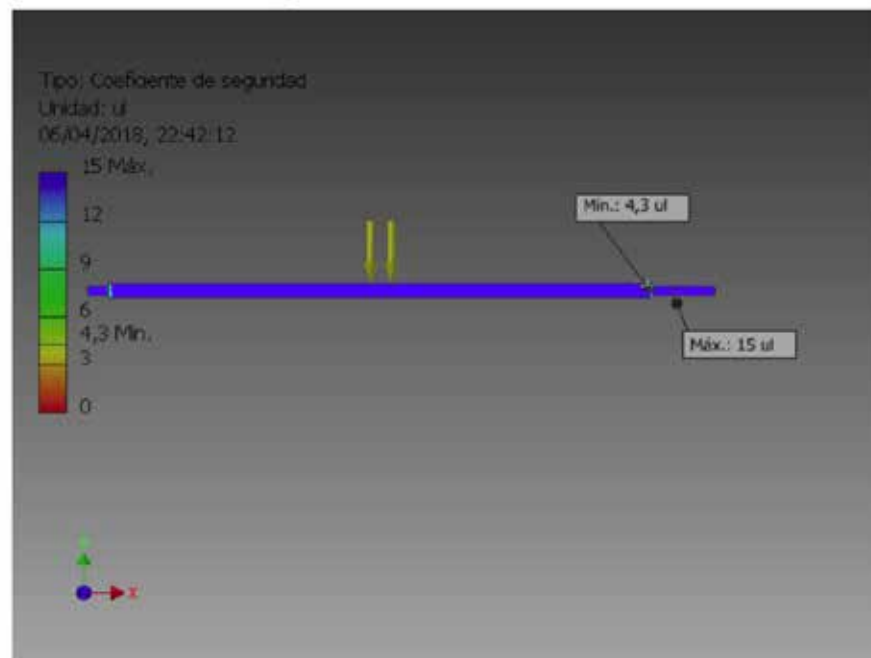 Tipo: Coeficiente de seguridad
Unidad: ul
06/04/2018, 22:42:12
15 Máx.
12
9
6
4,3 Mín.
3
0
Mín.: 4,3 ul
Máx.: 15 ul
X